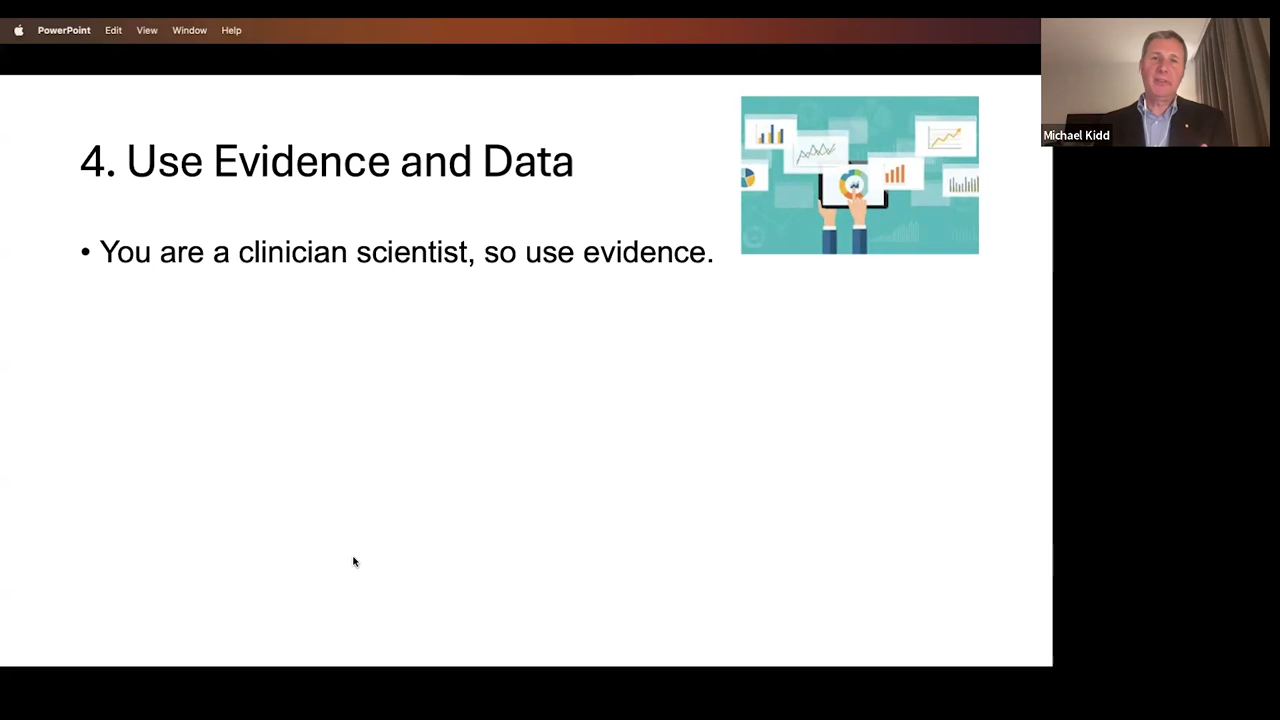 PowerPoint Edit View Window Help
Michael Kidd
4. Use Evidence and Data
• You are a clinician scientist, so use evidence.